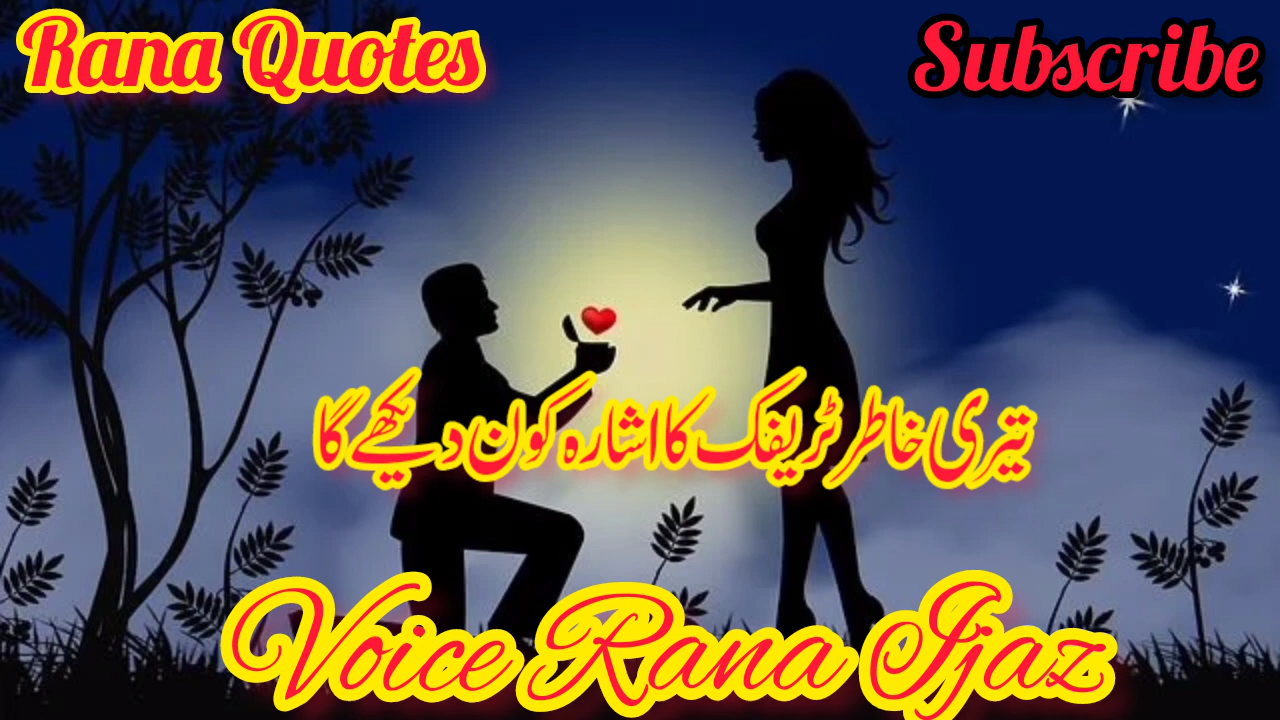 Rana Quotes
Subscribe
تیری خاطر ٹریفک کا اشارہ کون دیکھے گا
Voice Rana Ijaz